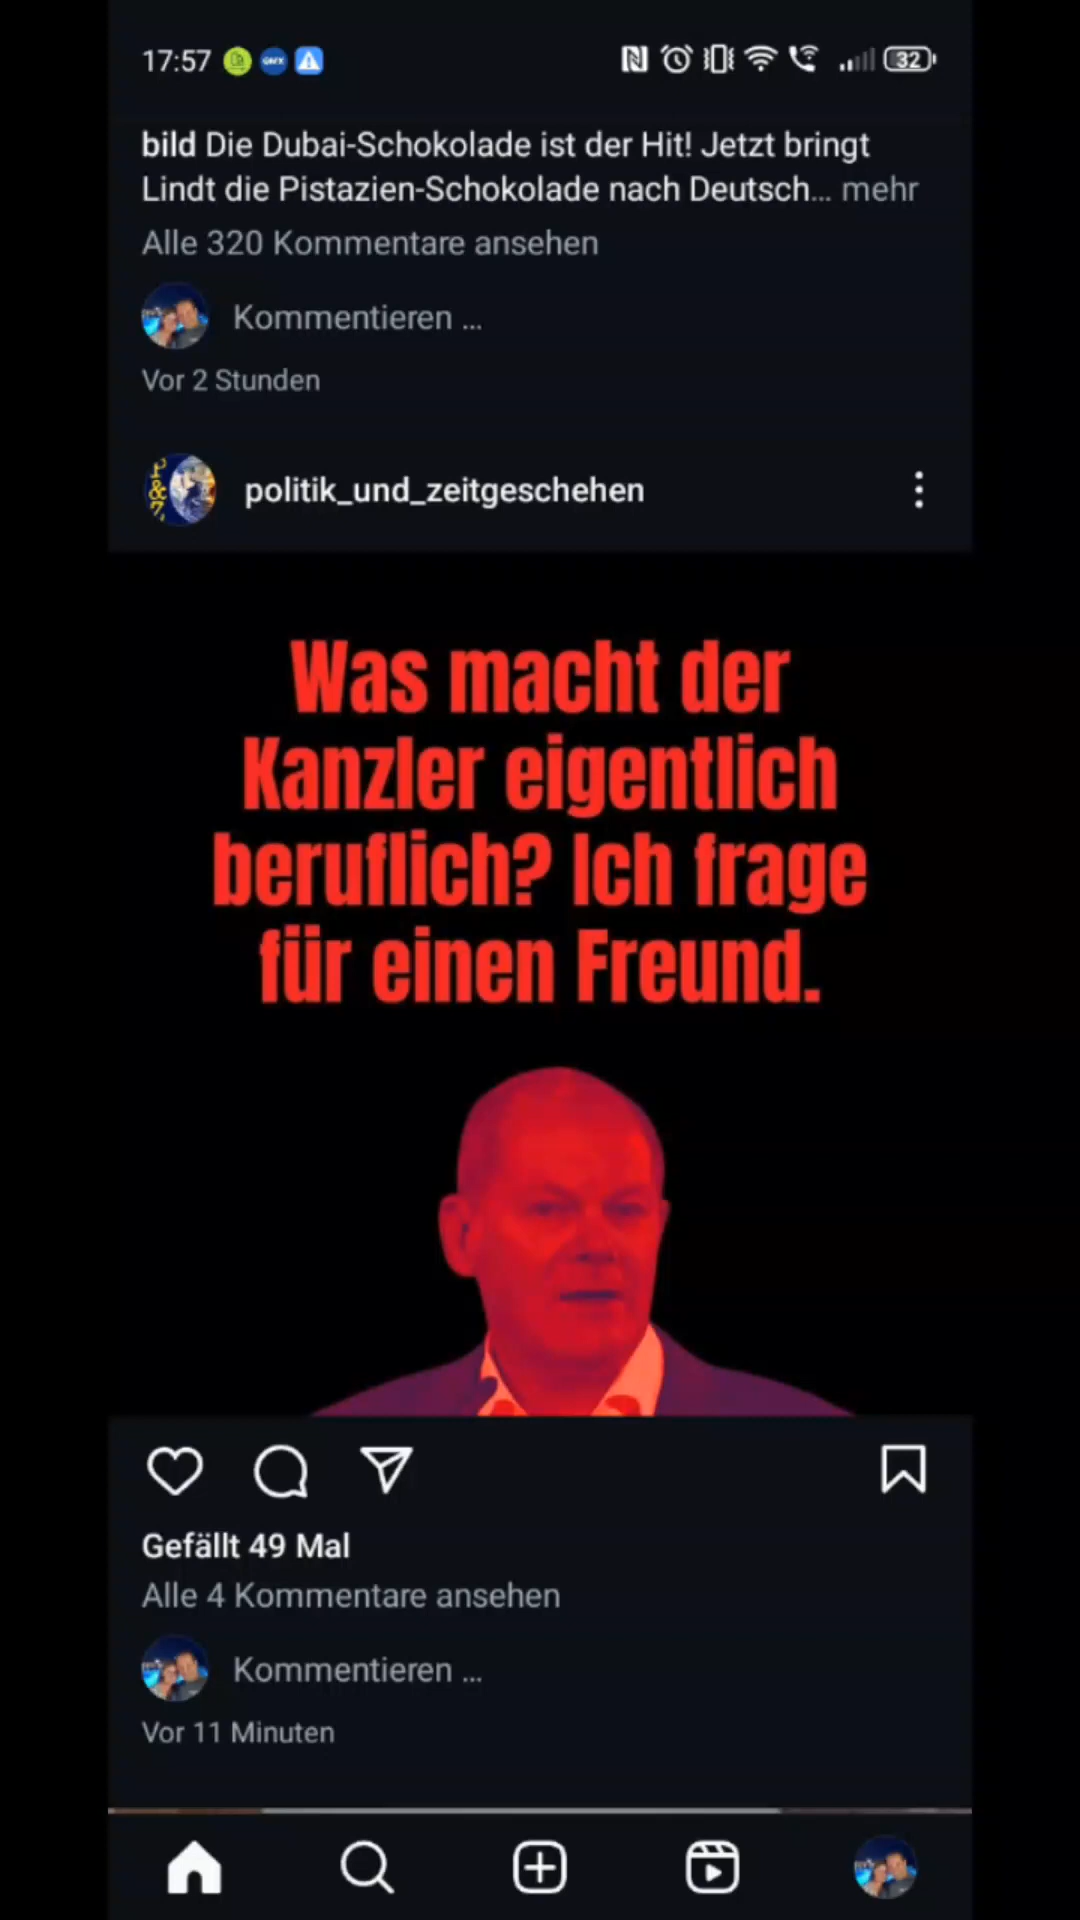 17:57
GMX
32
bild Die Dubai-Schokolade ist der Hit! Jetzt bringt
Lindt die Pistazien-Schokolade nach Deutsch… mehr
Alle 320 Kommentare ansehen
Kommentieren …
Vor 2 Stunden
P&Z
politik_und_zeitgeschehen
Was macht der
Kanzler eigentlich
beruflich? Ich frage
für einen Freund.
Gefällt 49 Mal
Alle 4 Kommentare ansehen
Kommentieren …
Vor 11 Minuten